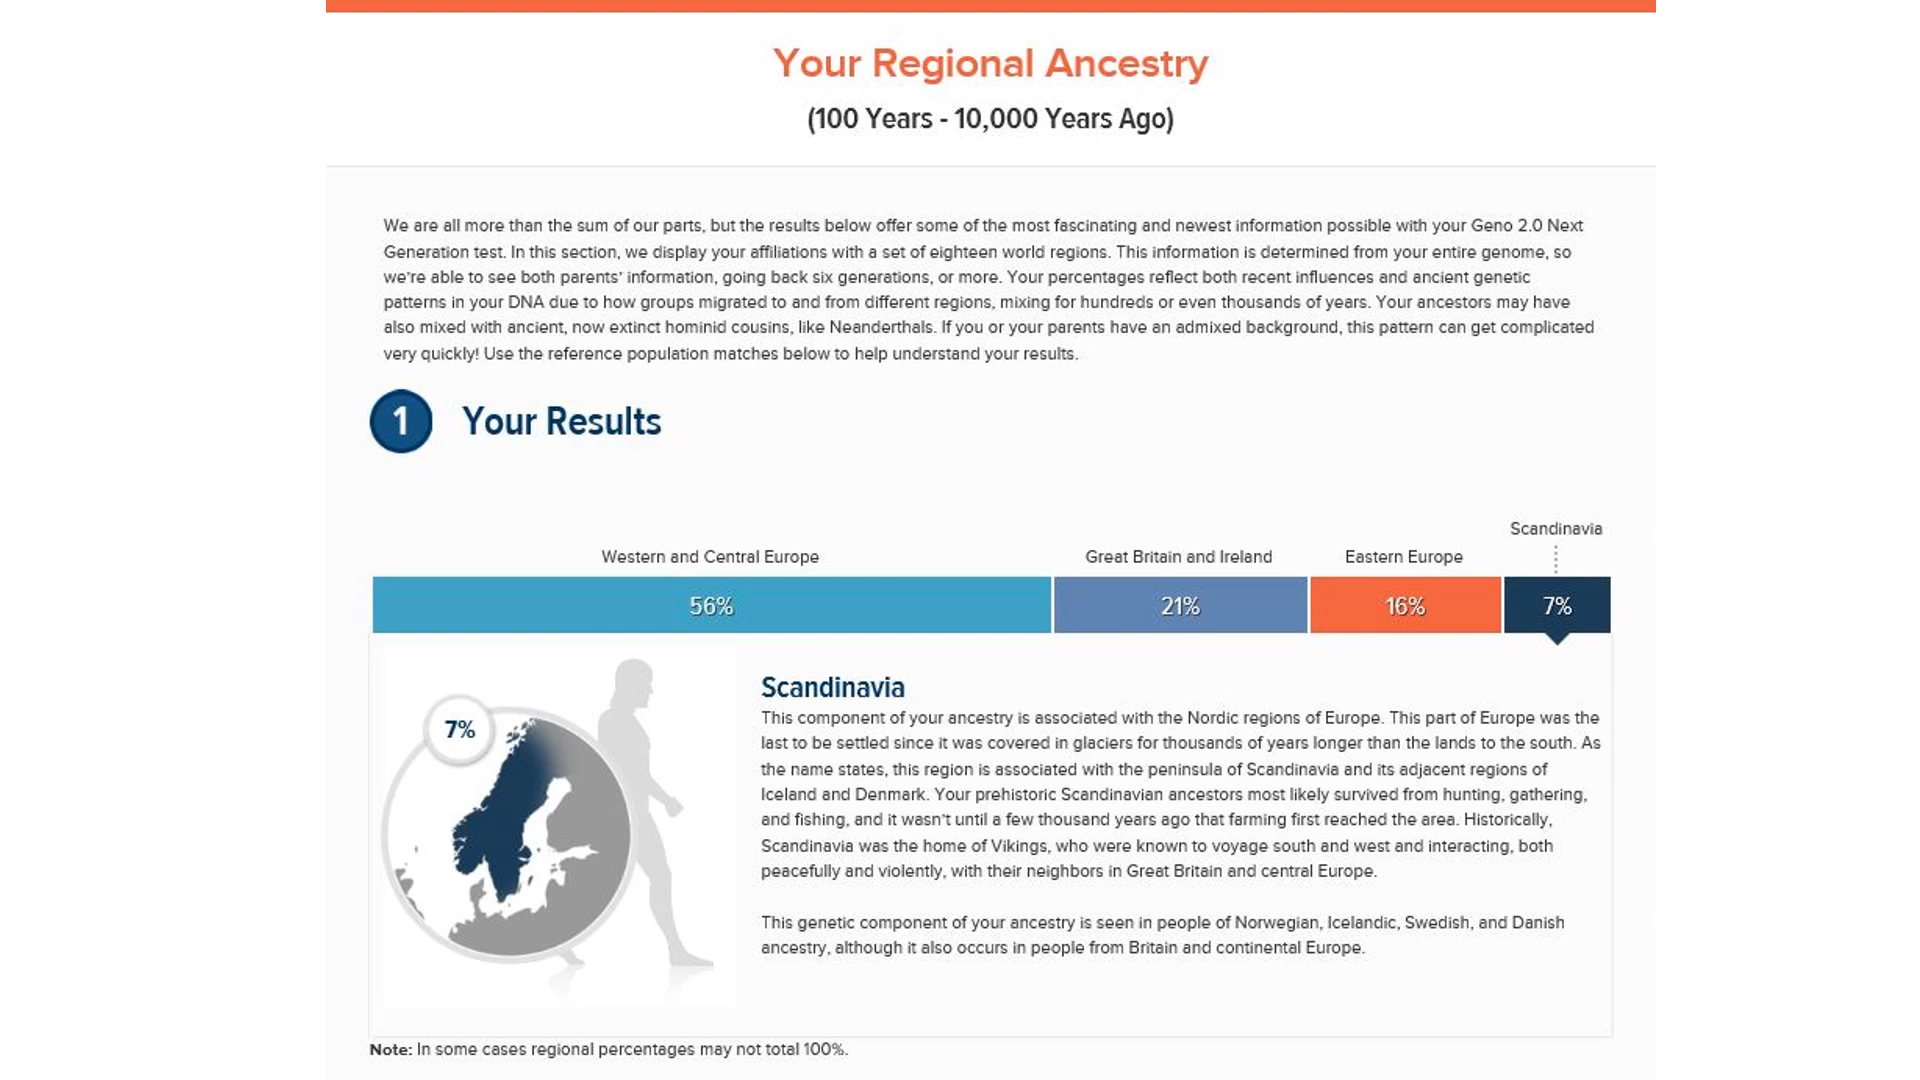 Your Regional Ancestry
(100 Years - 10,000 Years Ago)
We are all more than the sum of our parts, but the results below offer some of the most fascinating and newest information possible with your Geno 2.0 Next
Generation test. In this section, we display your affiliations with a set of eighteen world regions. This information is determined from your entire genome, so
we're able to see both parents' information, going back six generations, or more. Your percentages reflect both recent influences and ancient genetic
patterns in your DNA due to how groups migrated to and from different regions, mixing for hundreds or even thousands of years. Your ancestors may have
also mixed with ancient, now extinct hominid cousins, like Neanderthals. If you or your parents have an admixed background, this pattern can get complicated
very quickly! Use the reference population matches below to help understand your results.
1 Your Results
Scandinavia
Western and Central Europe Great Britain and Ireland Eastern Europe
56% 21% 16% 7%
7%
Scandinavia
This component of your ancestry is associated with the Nordic regions of Europe. This part of Europe was the
last to be settled since it was covered in glaciers for thousands of years longer than the lands to the south. As
the name states, this region is associated with the peninsula of Scandinavia and its adjacent regions of
Iceland and Denmark. Your prehistoric Scandinavian ancestors most likely survived from hunting, gathering,
and fishing, and it wasn't until a few thousand years ago that farming first reached the area. Historically,
Scandinavia was the home of Vikings, who were known to voyage south and west and interacting, both
peacefully and violently, with their neighbors in Great Britain and central Europe.
This genetic component of your ancestry is seen in people of Norwegian, Icelandic, Swedish, and Danish
ancestry, although it also occurs in people from Britain and continental Europe.
Note: In some cases regional percentages may not total 100%.